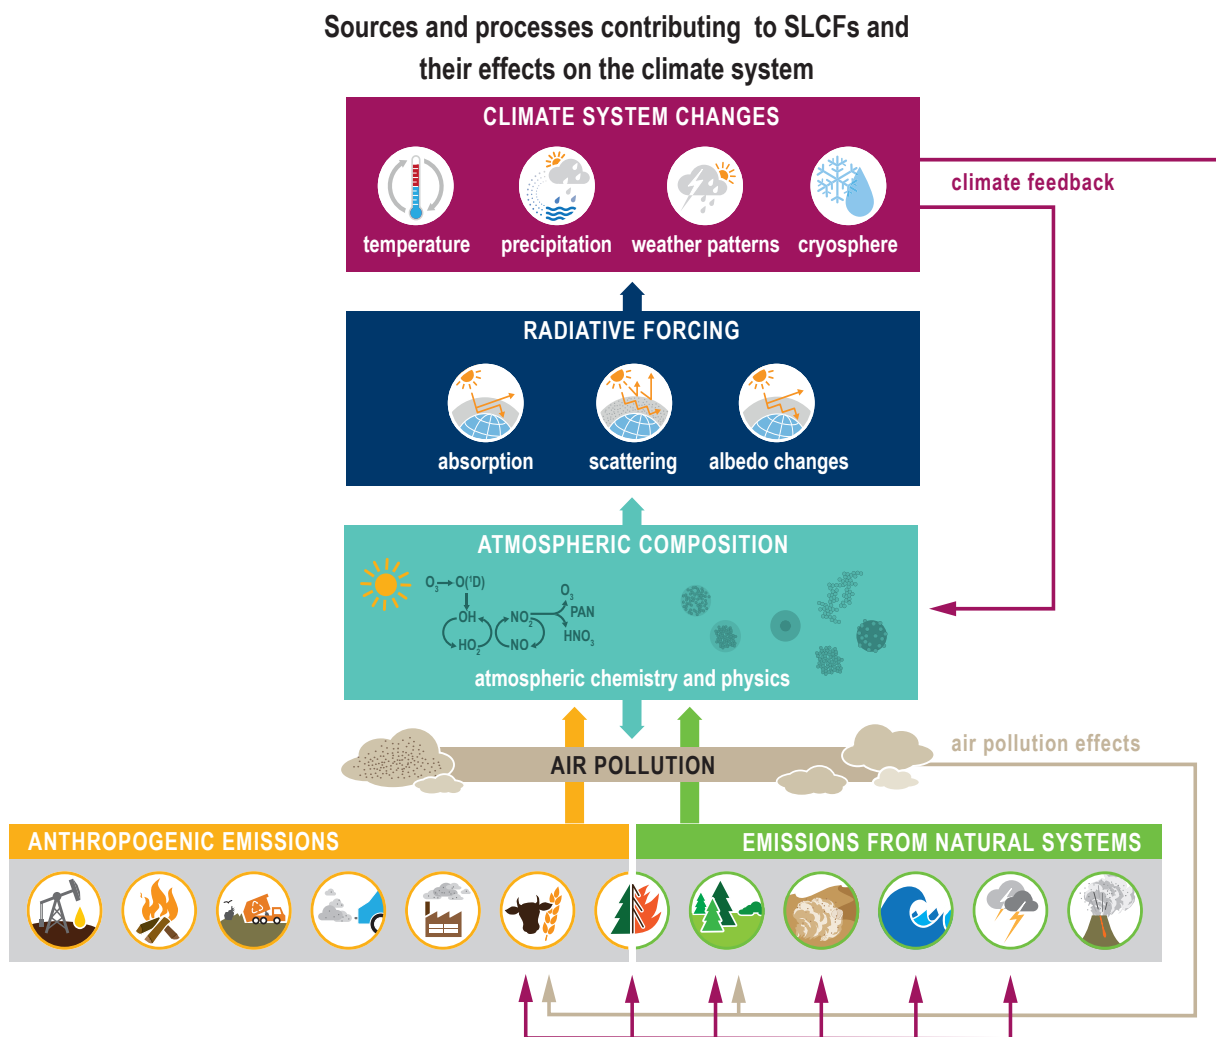 Sources and processes contributing to SLCFs and
their effects on the climate system
CLIMATE SYSTEM CHANGES
temperature
precipitation
weather patterns
cryosphere
climate feedback
RADIATIVE FORCING
absorption
scattering
albedo changes
ATMOSPHERIC COMPOSITION
O₃ O(¹D)
OH
HO₂
NO₂
NO
O₃
PAN
HNO₃
atmospheric chemistry and physics
AIR POLLUTION
air pollution effects
ANTHROPOGENIC EMISSIONS
EMISSIONS FROM NATURAL SYSTEMS